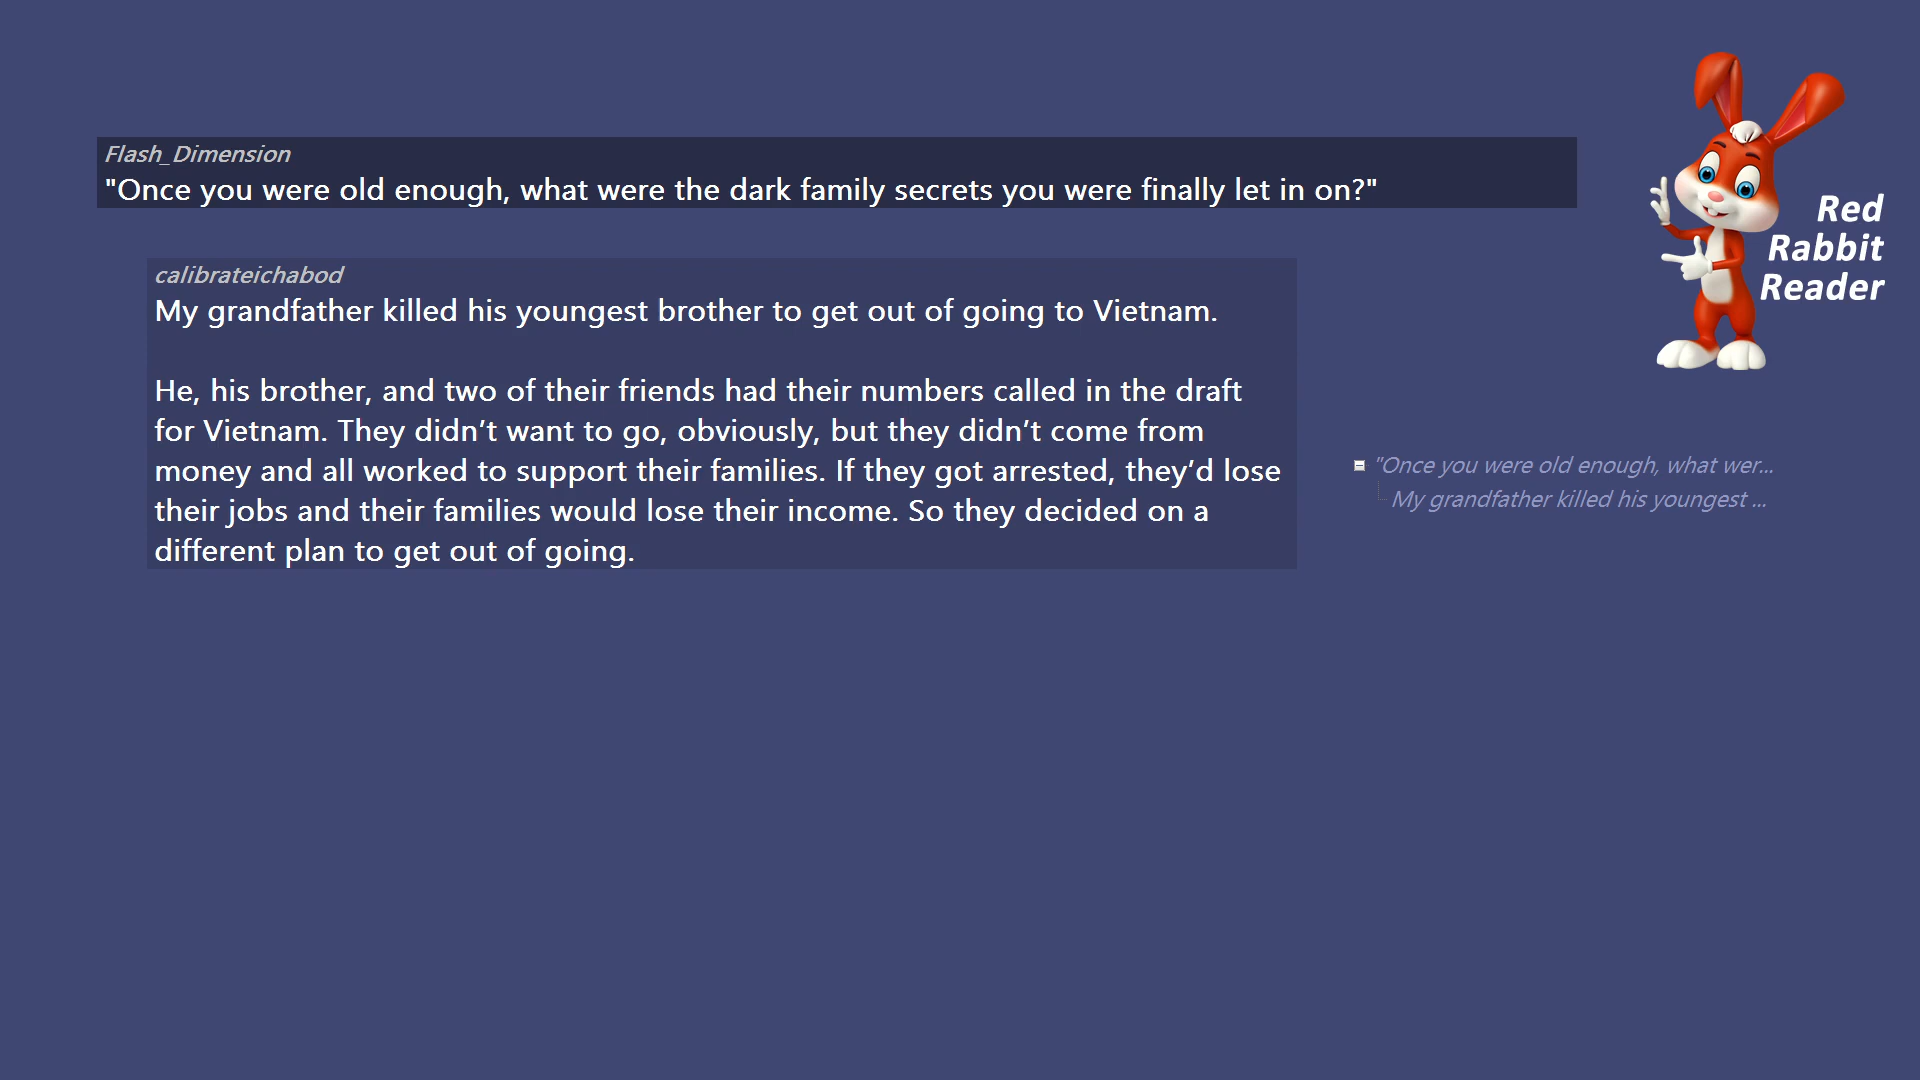 Flash_Dimension
"Once you were old enough, what were the dark family secrets you were finally let in on?"
calibrateichabod
My grandfather killed his youngest brother to get out of going to Vietnam.
He, his brother, and two of their friends had their numbers called in the draft
for Vietnam. They didn’t want to go, obviously, but they didn’t come from
money and all worked to support their families. If they got arrested, they’d lose
their jobs and their families would lose their income. So they decided on a
different plan to get out of going.
Red
Rabbit
Reader
"Once you were old enough, what wer...
My grandfather killed his youngest ...